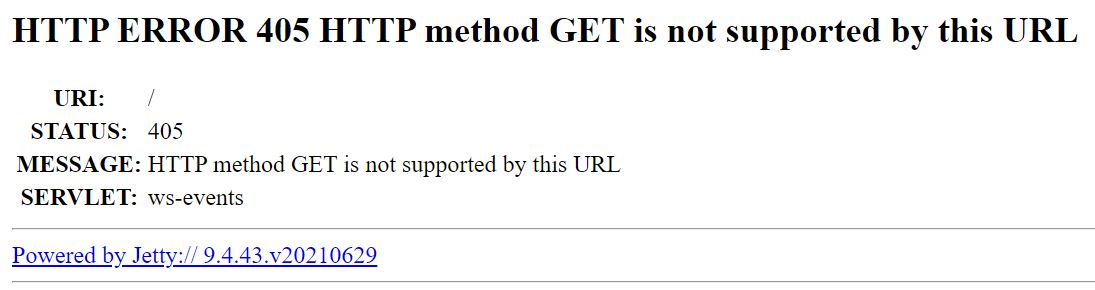 HTTP ERROR 405 HTTP method GET is not supported by this URL
URI: /
STATUS: 405
MESSAGE: HTTP method GET is not supported by this URL
SERVLET: ws-events
Powered by Jetty:// 9.4.43.v20210629